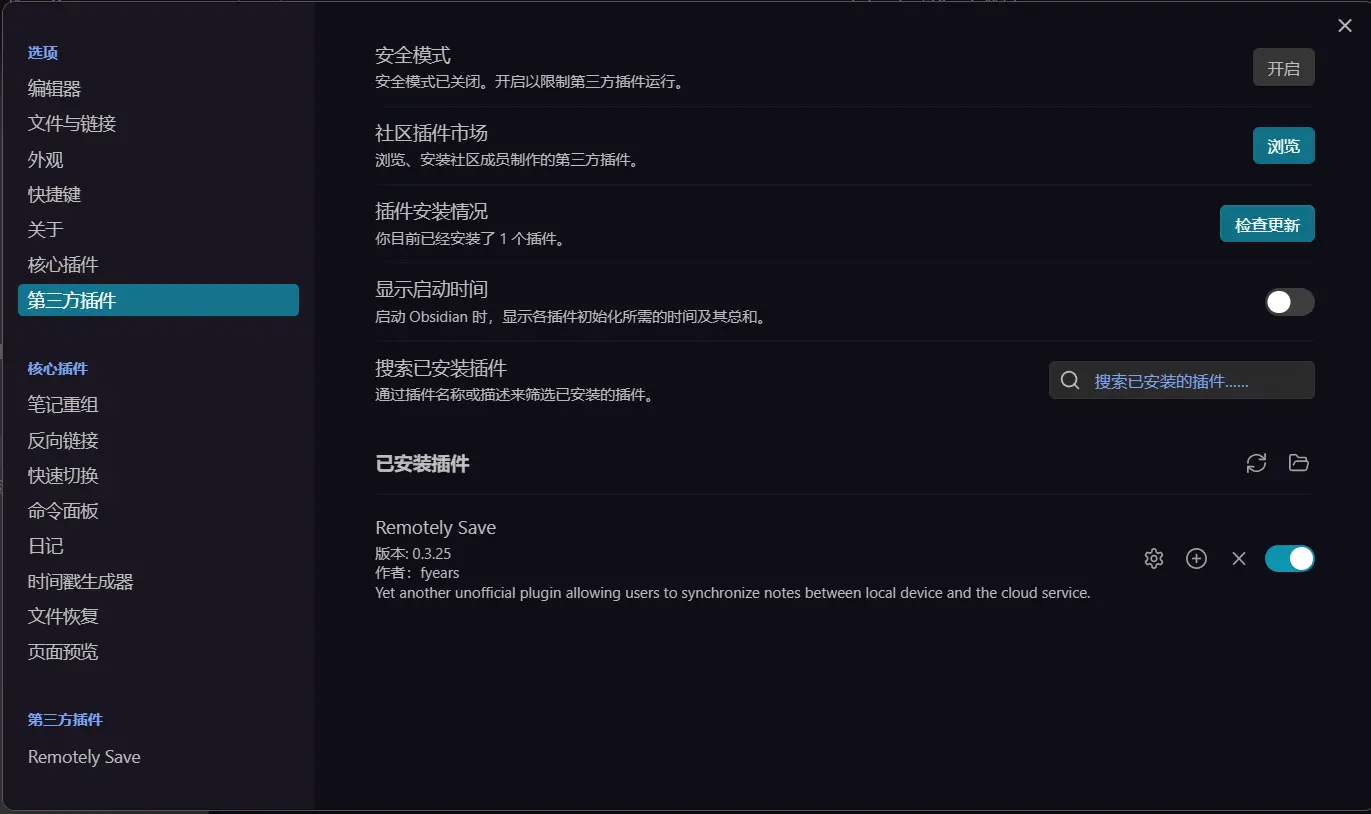 选项
编辑器
文件与链接
外观
快捷键
关于
核心插件
第三方插件
核心插件
笔记重组
反向链接
快速切换
命令面板
日记
时间戳生成器
文件恢复
页面预览
第三方插件
Remotely Save
安全模式
安全模式已关闭。开启以限制第三方插件运行。
开启
社区插件市场
浏览、安装社区成员制作的第三方插件。
浏览
插件安装情况
你目前已经安装了 1 个插件。
检查更新
显示启动时间
启动 Obsidian 时，显示各插件初始化所需的时间及其总和。
搜索已安装插件
通过插件名称或描述来筛选已安装的插件。
搜索已安装的插件......
已安装插件
Remotely Save
版本: 0.3.25
作者：fyears
Yet another unofficial plugin allowing users to synchronize notes between local device and the cloud service.